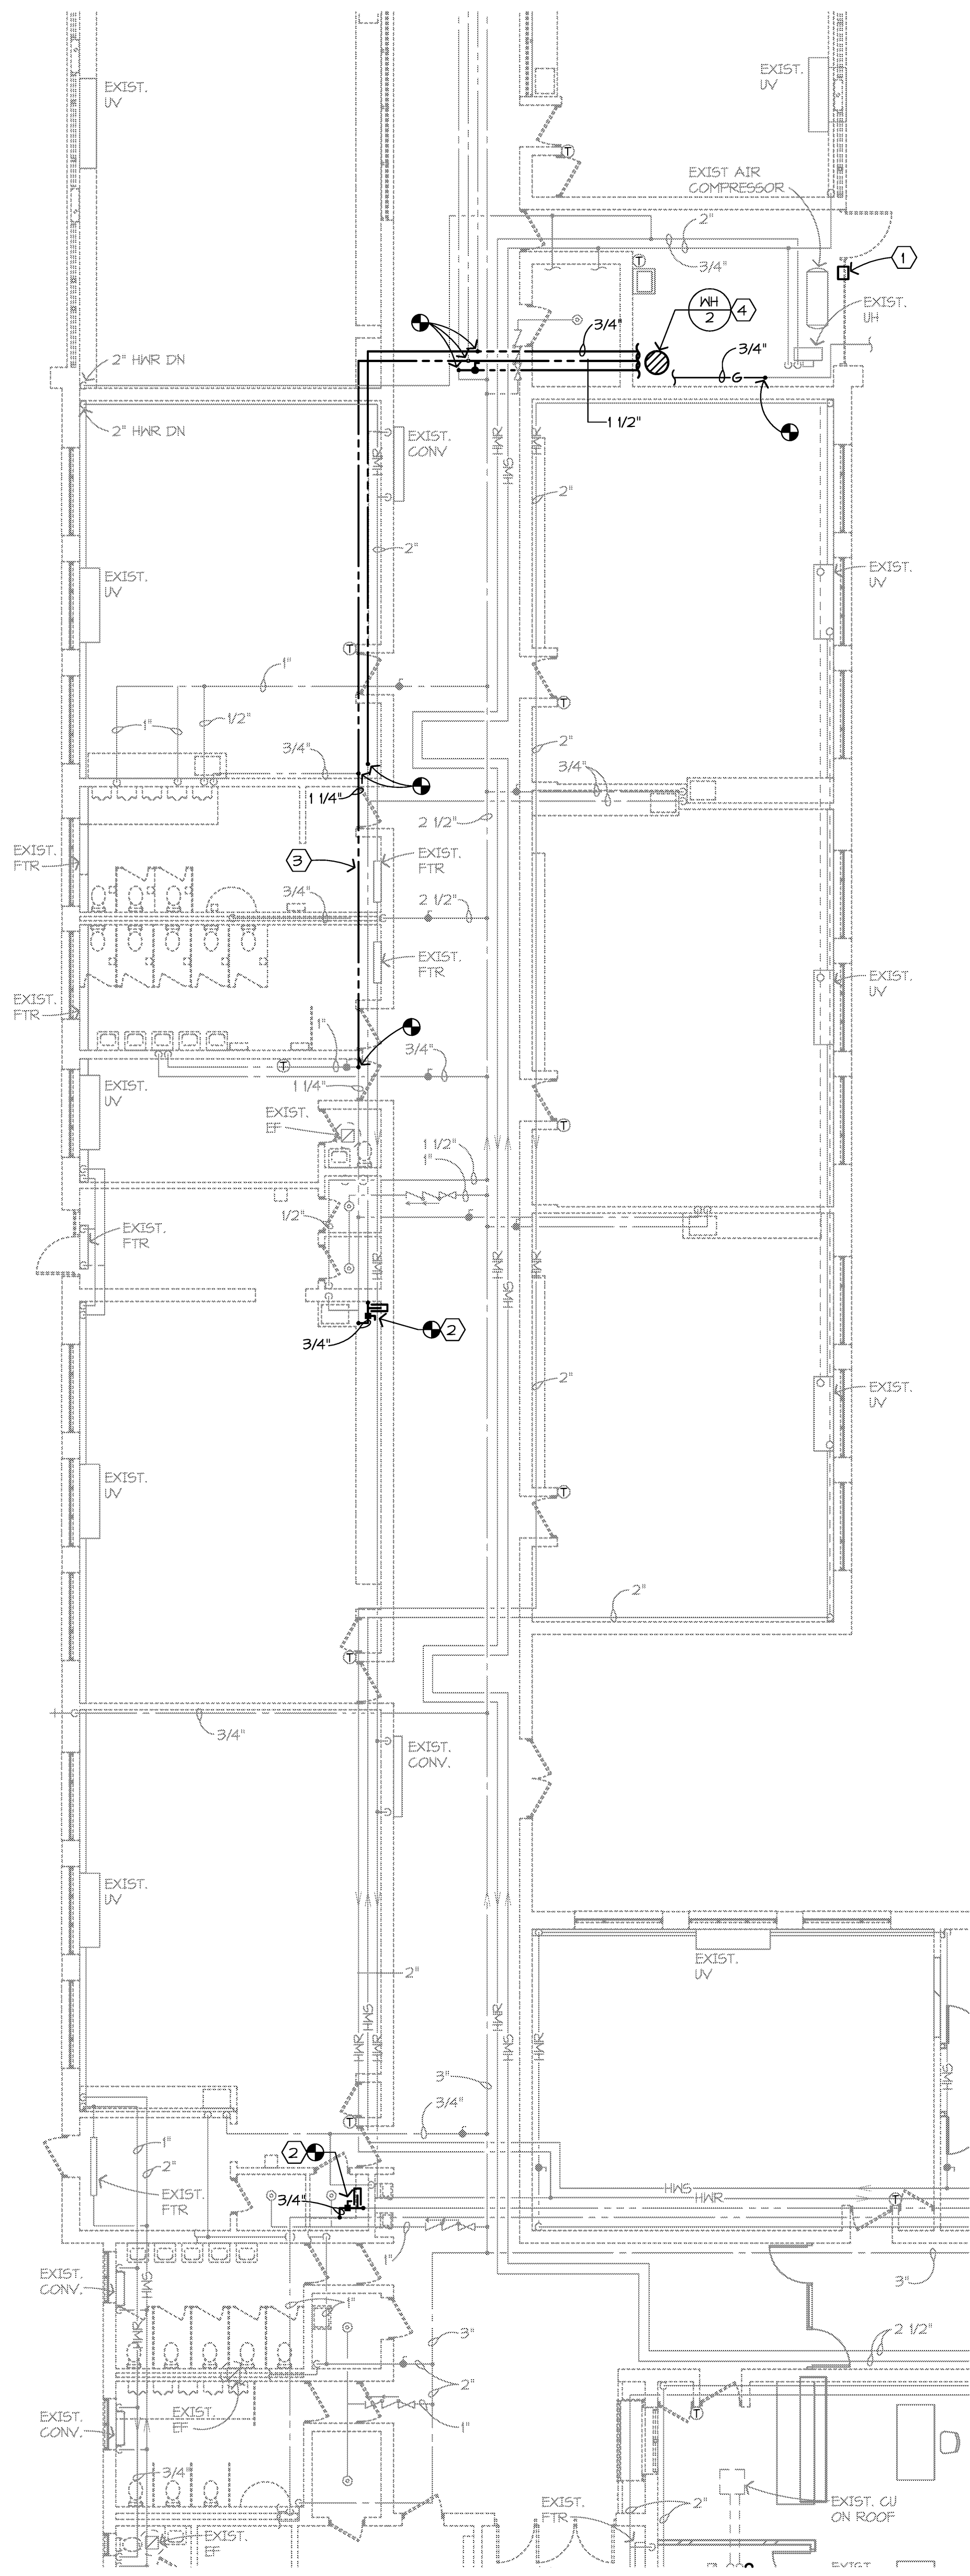 EXIST.
UV
EXIST.
UV
T
EXIST AIR
COMPRESSOR
2"
3/4"
T
1
WH
2
4
EXIST.
UH
3/4"
3/4"
G
1 1/2"
2" HWR DN
2" HWR DN
EXIST.
CONV
HWR
HWR
HWR
HWS
2"
2"
EXIST.
UV
EXIST.
UV
T
1"
T
1"
1/2"
3/4"
2"
3/4"
1 1/4"
2 1/2"
EXIST.
FTR
3
EXIST.
FTR
3/4"
2 1/2"
EXIST.
FTR
EXIST.
UV
EXIST.
FTR
1"
3/4"
T
EXIST.
UV
1 1/4"
EXIST.
EF
T
1 1/2"
1"
1/2"
EXIST.
FTR
HWR
HWR
HWR
HWS
2
3/4"
2"
EXIST.
UV
EXIST.
UV
T
2"
T
3/4"
EXIST.
CONV.
EXIST.
UV
EXIST.
UV
2"
HWS
HWR
HWR
HWR
HWS
HWR
HWS
3"
3/4"
T
1"
2"
2
EXIST.
FTR
3/4"
HWS
HWR
T
1"
3"
EXIST.
CONV.
HWS
HWR
1"
3"
2 1/2"
2"
EXIST.
CONV.
EXIST.
EF
1"
T
3/4"
EXIST.
FTR
2"
EXIST. CU
ON ROOF
EXIST.
EF
EXIST.